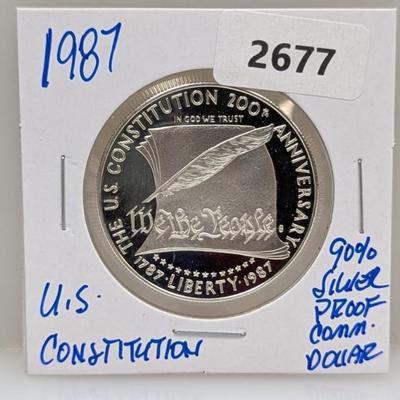 1987
2677
THE U.S. CONSTITUTION 200TH ANNIVERSARY
IN GOD WE TRUST
We the People
S
1787 · LIBERTY · 1987
U.S.
CONSTITUTION
90%
SILVER
PROOF
Comm.
DOLLAR